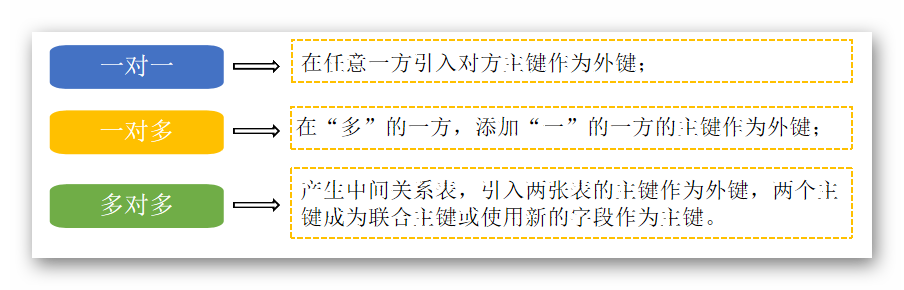 一对一
在任意一方引入对方主键作为外键；
一对多
在“多”的一方，添加“一”的一方的主键作为外键；
多对多
产生中间关系表，引入两张表的主键作为外键，两个主
键成为联合主键或使用新的字段作为主键。